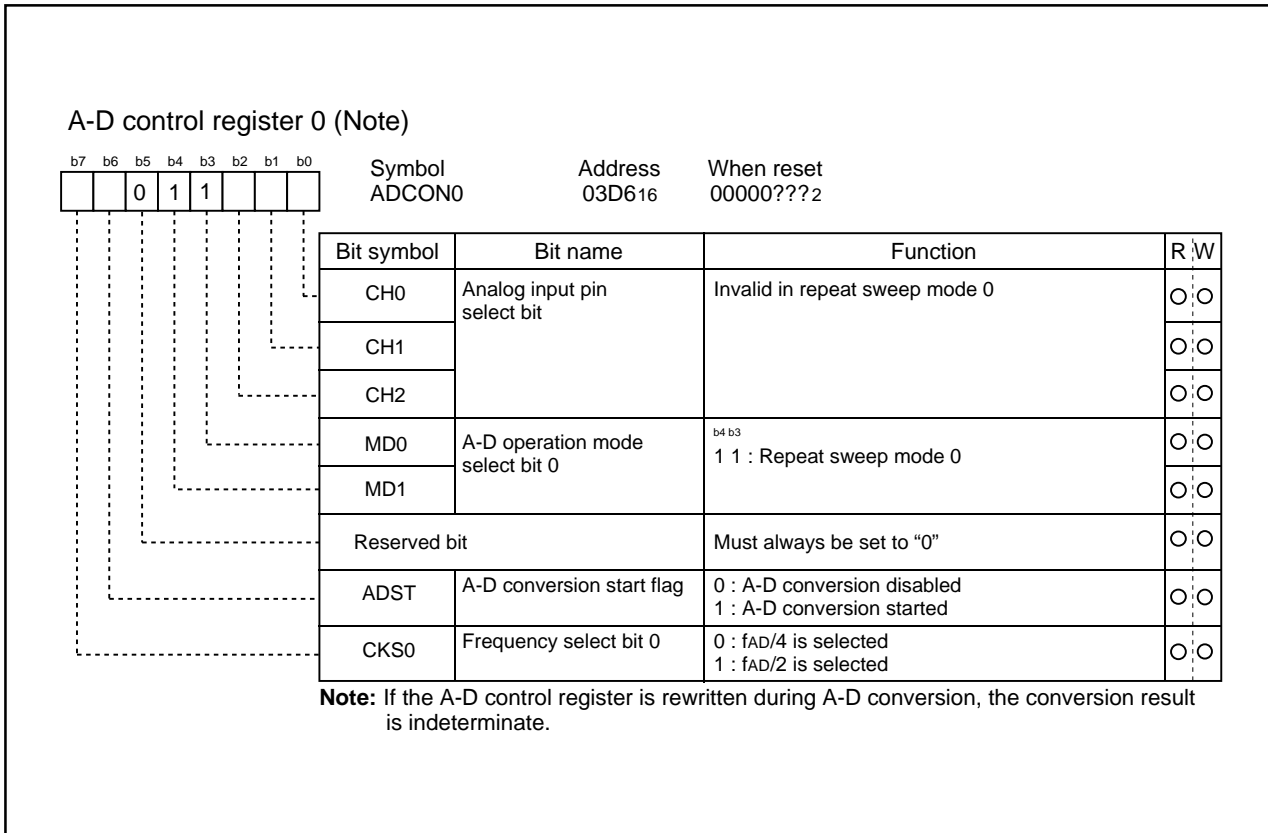 A-D control register 0 (Note)
b7 b6 b5 b4 b3 b2 b1 b0
0 1 1
Symbol Address When reset
ADCON0 03D616 00000???2
Bit symbol Bit name Function R W
CH0 Analog input pin select bit Invalid in repeat sweep mode 0
CH1
CH2
MD0 A-D operation mode select bit 0 b4 b3
1 1 : Repeat sweep mode 0
MD1
Reserved bit Must always be set to “0”
ADST A-D conversion start flag 0 : A-D conversion disabled
1 : A-D conversion started
CKS0 Frequency select bit 0 0 : fAD/4 is selected
1 : fAD/2 is selected
Note: If the A-D control register is rewritten during A-D conversion, the conversion result
is indeterminate.